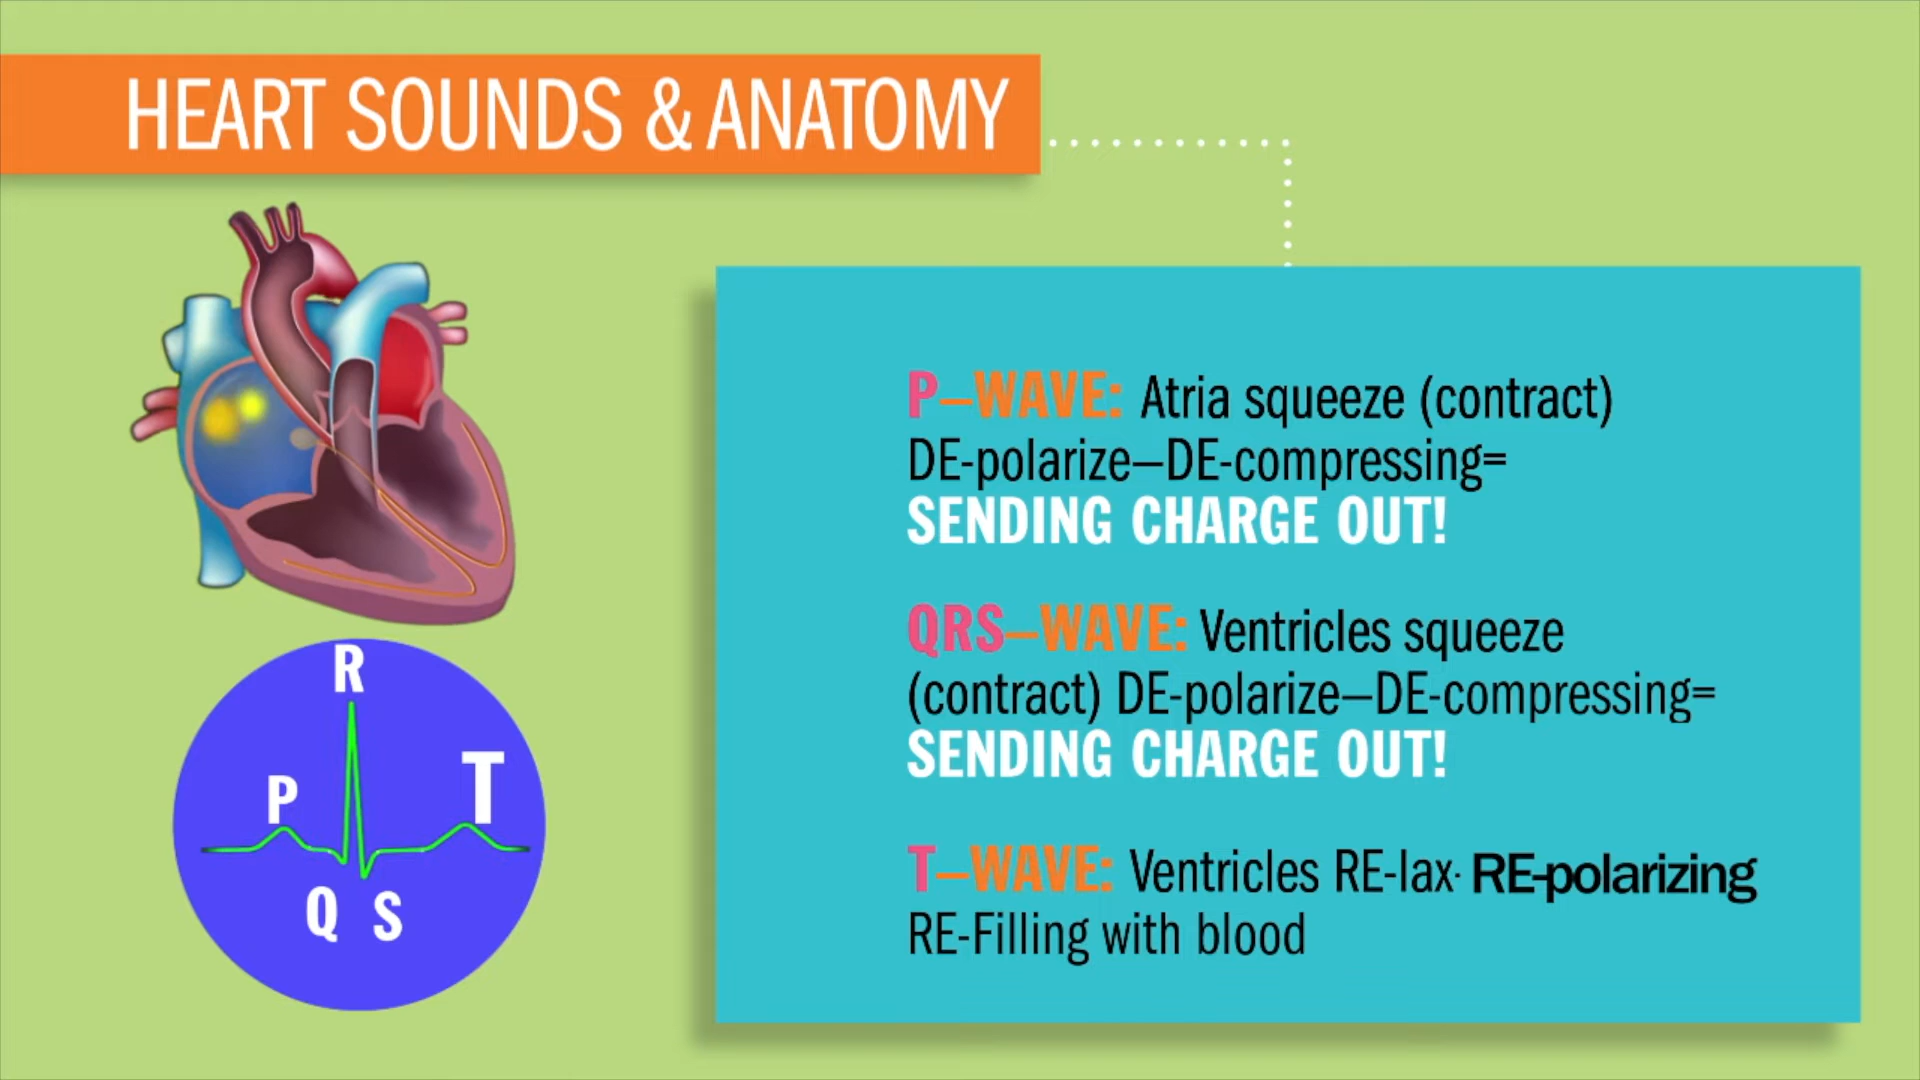 HEART SOUNDS & ANATOMY
P–WAVE: Atria squeeze (contract)
DE-polarize–DE-compressing=
SENDING CHARGE OUT!
QRS–WAVE: Ventricles squeeze
(contract) DE-polarize–DE-compressing=
SENDING CHARGE OUT!
T–WAVE: Ventricles RE-lax- RE-polarizing
RE-Filling with blood
R
P
T
Q S